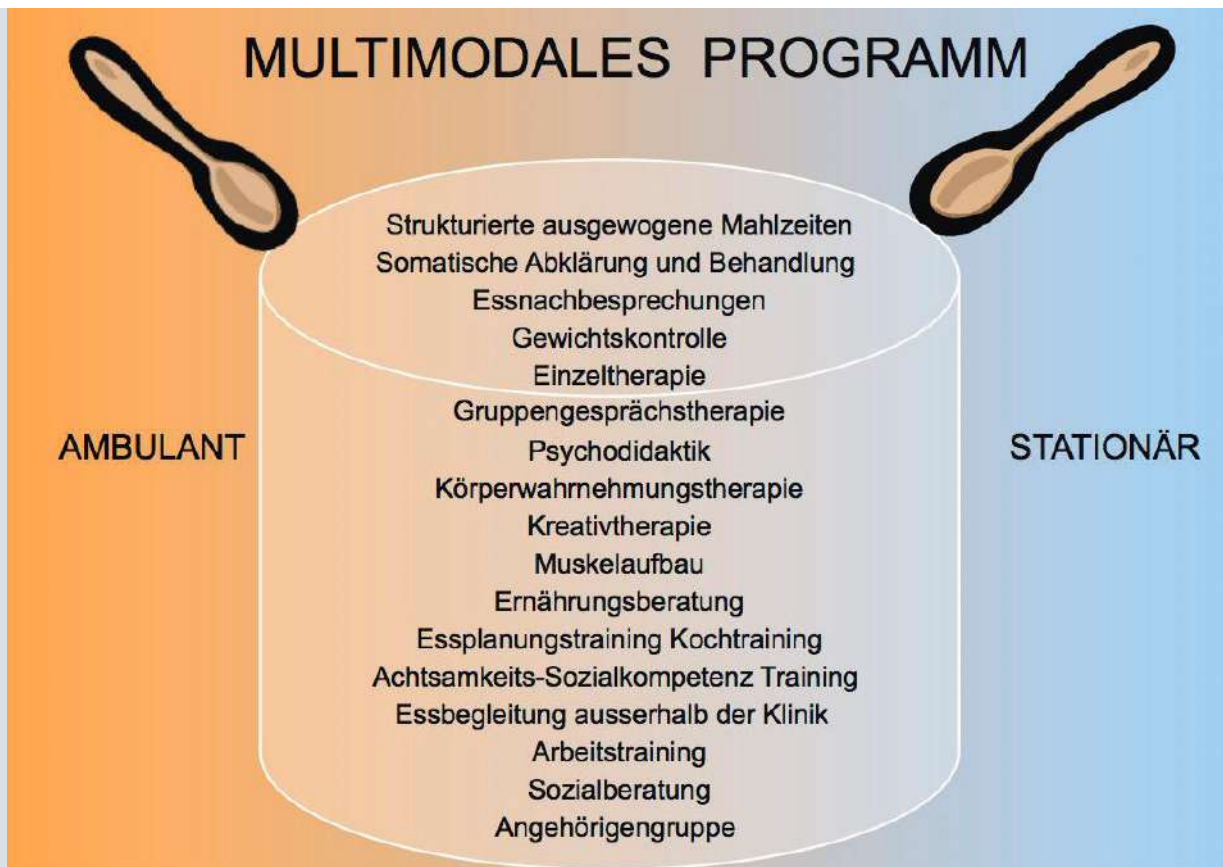 MULTIMODALES PROGRAMM
Strukturierte ausgewogene Mahlzeiten
Somatische Abklärung und Behandlung
Essnachbesprechungen
Gewichtskontrolle
Einzeltherapie
Gruppengesprächstherapie
AMBULANT
STATIONÄR
Psychodidaktik
Körperwahrnehmungstherapie
Kreativtherapie
Muskelaufbau
Ernährungsberatung
Essplanungstraining Kochtraining
Achtsamkeits-Sozialkompetenz Training
Essbegleitung ausserhalb der Klinik
Arbeitstraining
Sozialberatung
Angehörigengruppe